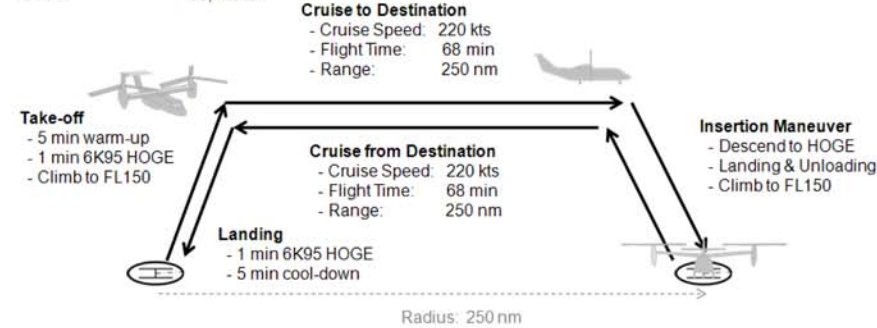 Cruise to Destination
- Cruise Speed: 220 kts
- Flight Time: 68 min
- Range: 250 nm
Take-off
- 5 min warm-up
- 1 min 6K95 HOGE
- Climb to FL150
Insertion Maneuver
- Descend to HOGE
- Landing & Unloading
- Climb to FL150
Cruise from Destination
- Cruise Speed: 220 kts
- Flight Time: 68 min
- Range: 250 nm
Landing
- 1 min 6K95 HOGE
- 5 min cool-down
Radius: 250 nm